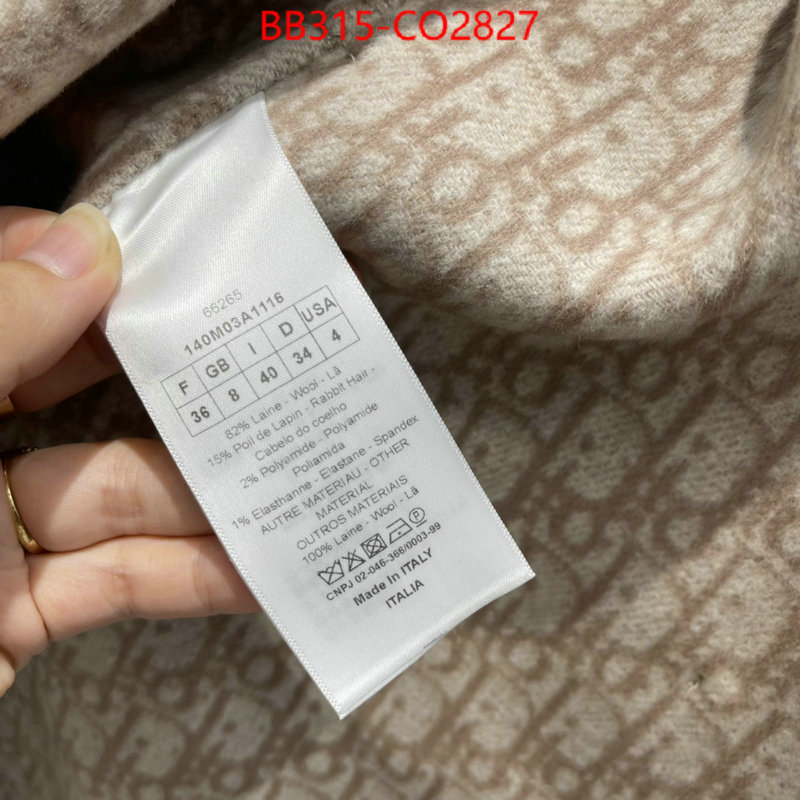 BB315-CO2827
66265
140M03A1116
F GB I D USA
36 8 40 34 4
82% Laine - Wool - Lã
15% Poil de Lapin - Rabbit Hair -
Cabelo do coelho
2% Polyamide - Polyamide
Poliamida
1% Elasthanne - Elastane - Spandex
AUTRE MATERIAU - OTHER
MATERIAL
OUTROS MATERIAIS
100% Laine - Wool - Lã
P
CNPJ 02-046-366/0003-99
Made In ITALY
ITALIA